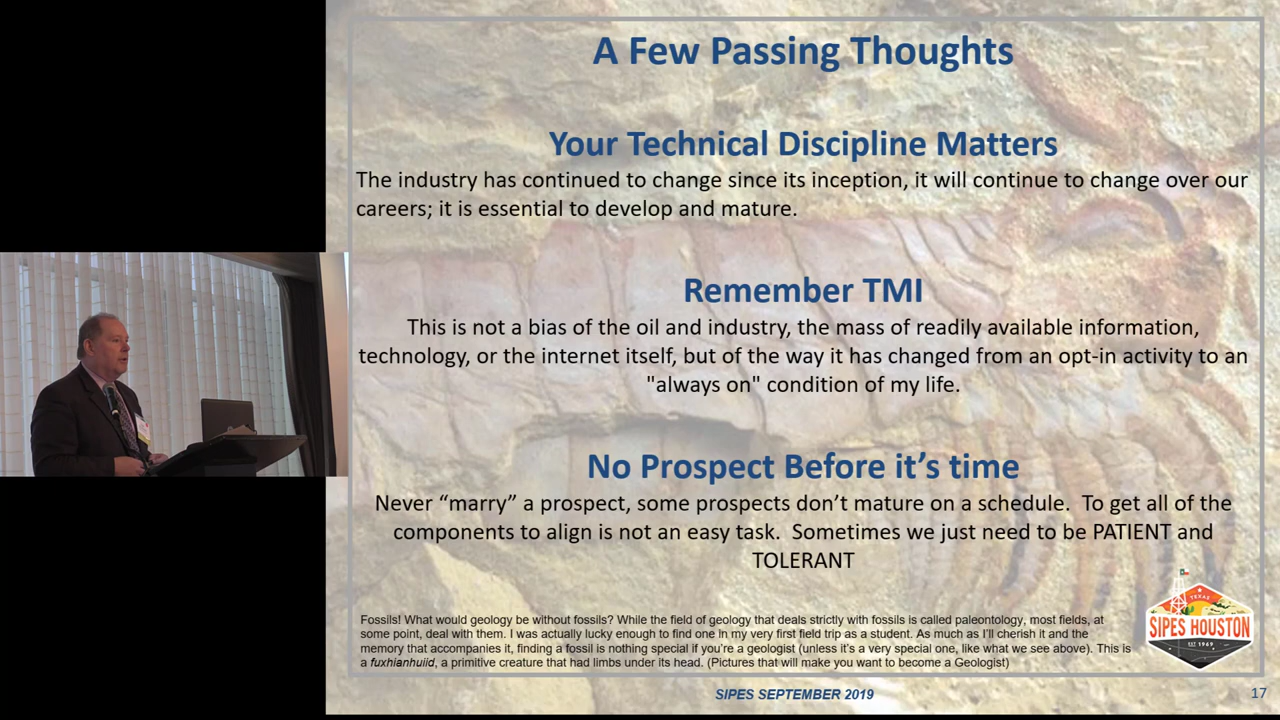 A Few Passing Thoughts
Your Technical Discipline Matters
The industry has continued to change since its inception, it will continue to change over our
careers; it is essential to develop and mature.
Remember TMI
This is not a bias of the oil and industry, the mass of readily available information,
technology, or the internet itself, but of the way it has changed from an opt-in activity to an
"always on" condition of my life.
No Prospect Before it’s time
Never “marry” a prospect, some prospects don’t mature on a schedule.  To get all of the
components to align is not an easy task.  Sometimes we just need to be PATIENT and
TOLERANT
Fossils! What would geology be without fossils? While the field of geology that deals strictly with fossils is called paleontology, most fields, at
some point, deal with them. I was actually lucky enough to find one in my very first field trip as a student. As much as I’ll cherish it and the
memory that accompanies it, finding a fossil is nothing special if you’re a geologist (unless it’s a very special one, like what we see above). This is
a fuxhianhuiid, a primitive creature that had limbs under its head. (Pictures that will make you want to become a Geologist)
TEXAS
SIPES HOUSTON
EST 1969
SIPES SEPTEMBER 2019
17